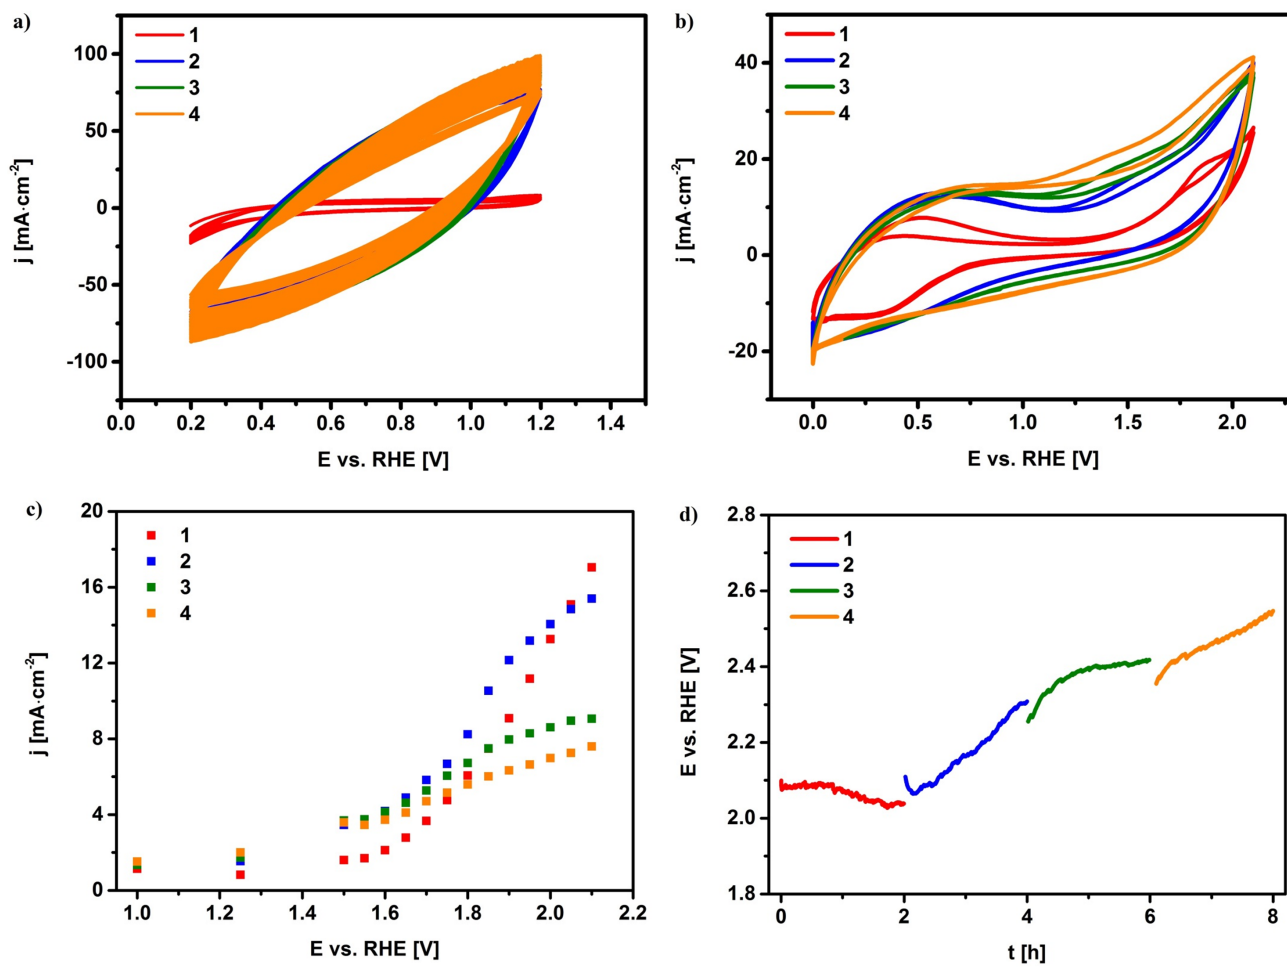 a)
1
2
3
4
100
50
0
-50
-100
j [mA·cm-2]
0.0 0.2 0.4 0.6 0.8 1.0 1.2 1.4
E vs. RHE [V]
b)
1
2
3
4
40
20
0
-20
j [mA·cm-2]
0.0 0.5 1.0 1.5 2.0
E vs. RHE [V]
c)
1
2
3
4
20
16
12
8
4
0
j [mA·cm-2]
1.0 1.2 1.4 1.6 1.8 2.0 2.2
E vs. RHE [V]
d)
1
2
3
4
2.8
2.6
2.4
2.2
2.0
1.8
E vs. RHE [V]
0 2 4 6 8
t [h]